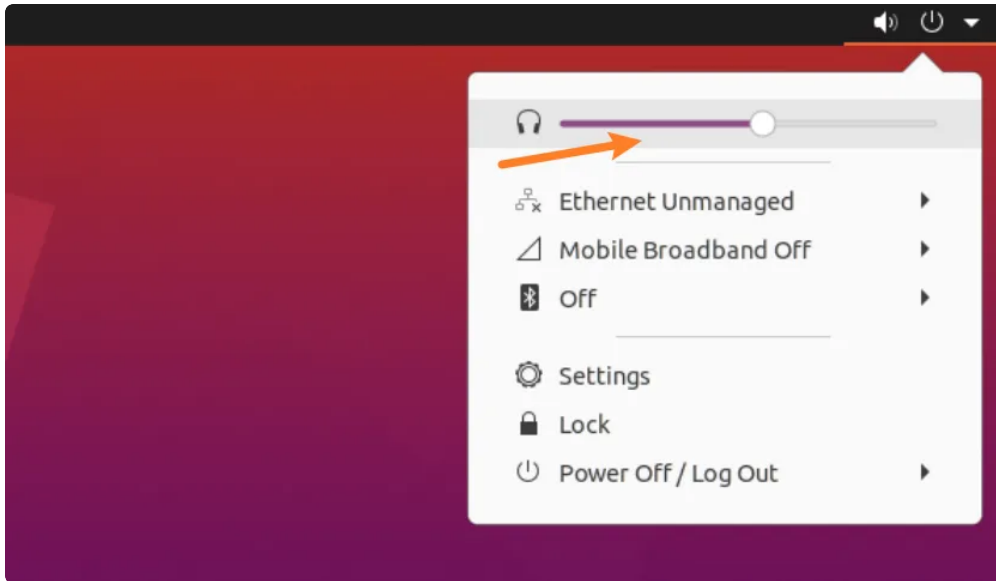 Ethernet Unmanaged
Mobile Broadband Off
Off
Settings
Lock
Power Off / Log Out